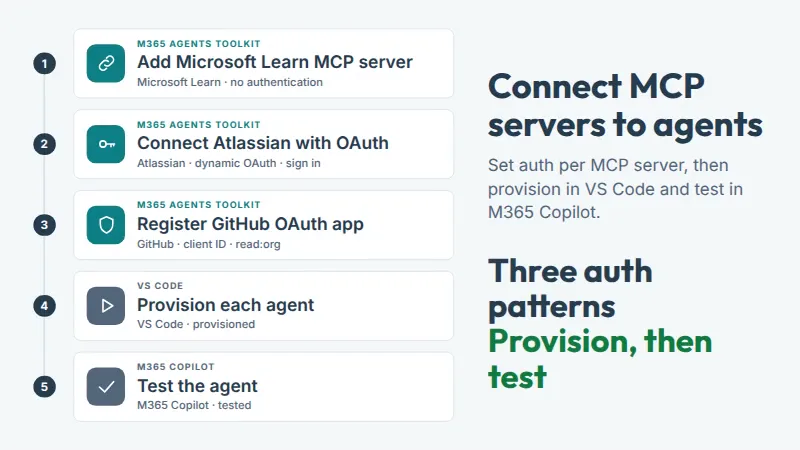 1
M365 AGENTS TOOLKIT
Add Microsoft Learn MCP server
Microsoft Learn · no authentication
2
M365 AGENTS TOOLKIT
Connect Atlassian with OAuth
Atlassian · dynamic OAuth · sign in
3
M365 AGENTS TOOLKIT
Register GitHub OAuth app
GitHub · client ID · read:org
4
VS CODE
Provision each agent
VS Code · provisioned
5
M365 COPILOT
Test the agent
M365 Copilot · tested
Connect MCP
servers to agents
Set auth per MCP server, then
provision in VS Code and test in
M365 Copilot.
Three auth
patterns
Provision, then
test